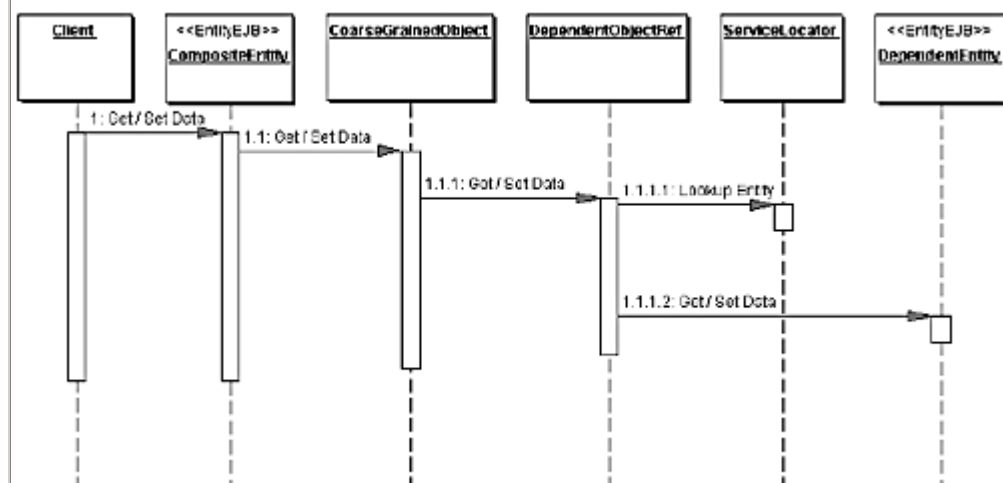 Client
<<EntityEJB>>
CompositeEntity
CoarseGrainedObject
DependentObjectRef
ServiceLocator
<<EntityEJB>>
DependentEntity
1: Get / Set Data
1.1: Get / Set Data
1.1.1: Get / Set Data
1.1.1.1: Lookup Entity
1.1.1.2: Get / Set Data